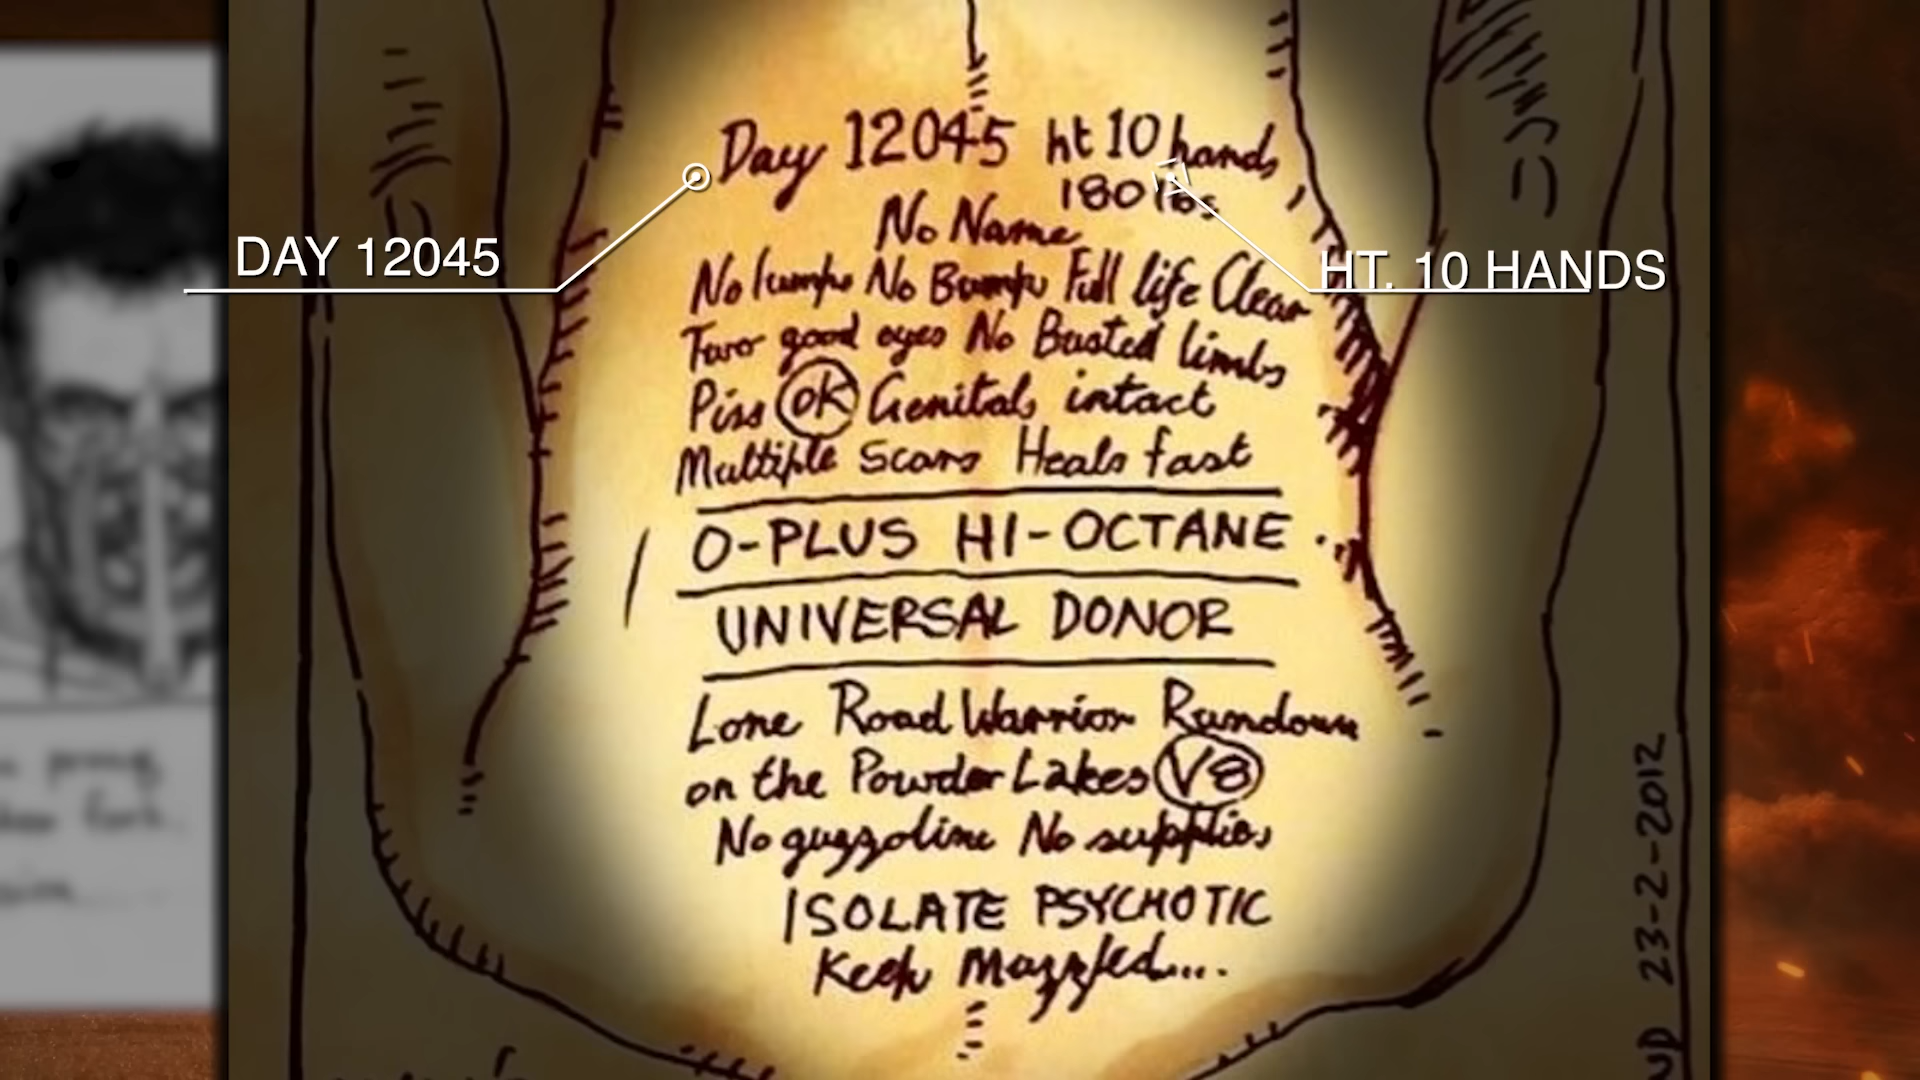 Day 12045 ht 10 hands
180 lbs
No Name
No lumps No Bumps Full life Clear
Two good eyes No Busted limbs
Piss OK Genitals intact
Multiple Scars Heals fast
O-PLUS HI-OCTANE
UNIVERSAL DONOR
Lone Road Warrior Rundown
on the Powder Lakes V8
No guzzoline No supplies
ISOLATE PSYCHOTIC
Keep Muzzled...
DAY 12045
HT. 10 HANDS
23-2-2012